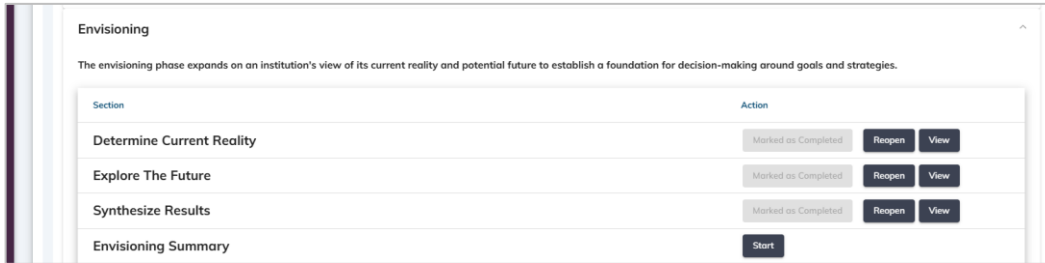 Envisioning
The envisioning phase expands on an institution's view of its current reality and potential future to establish a foundation for decision-making around goals and strategies.
Section Action
Determine Current Reality Marked as Completed Reopen View
Explore The Future Marked as Completed Reopen View
Synthesize Results Marked as Completed Reopen View
Envisioning Summary Start